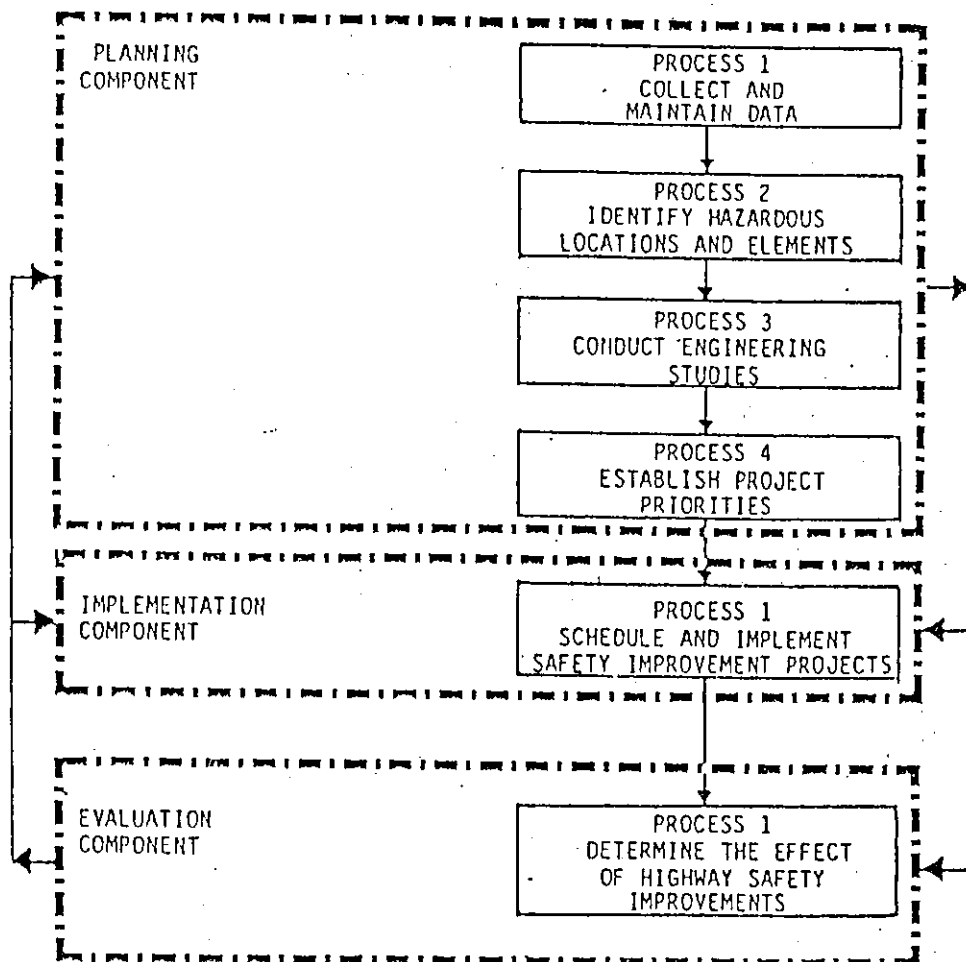 PLANNING
COMPONENT
PROCESS 1
COLLECT AND
MAINTAIN DATA
PROCESS 2
IDENTIFY HAZARDOUS
LOCATIONS AND ELEMENTS
PROCESS 3
CONDUCT ENGINEERING
STUDIES
PROCESS 4
ESTABLISH PROJECT
PRIORITIES
IMPLEMENTATION
COMPONENT
PROCESS 1
SCHEDULE AND IMPLEMENT
SAFETY IMPROVEMENT PROJECTS
EVALUATION
COMPONENT
PROCESS 1
DETERMINE THE EFFECT
OF HIGHWAY SAFETY
IMPROVEMENTS